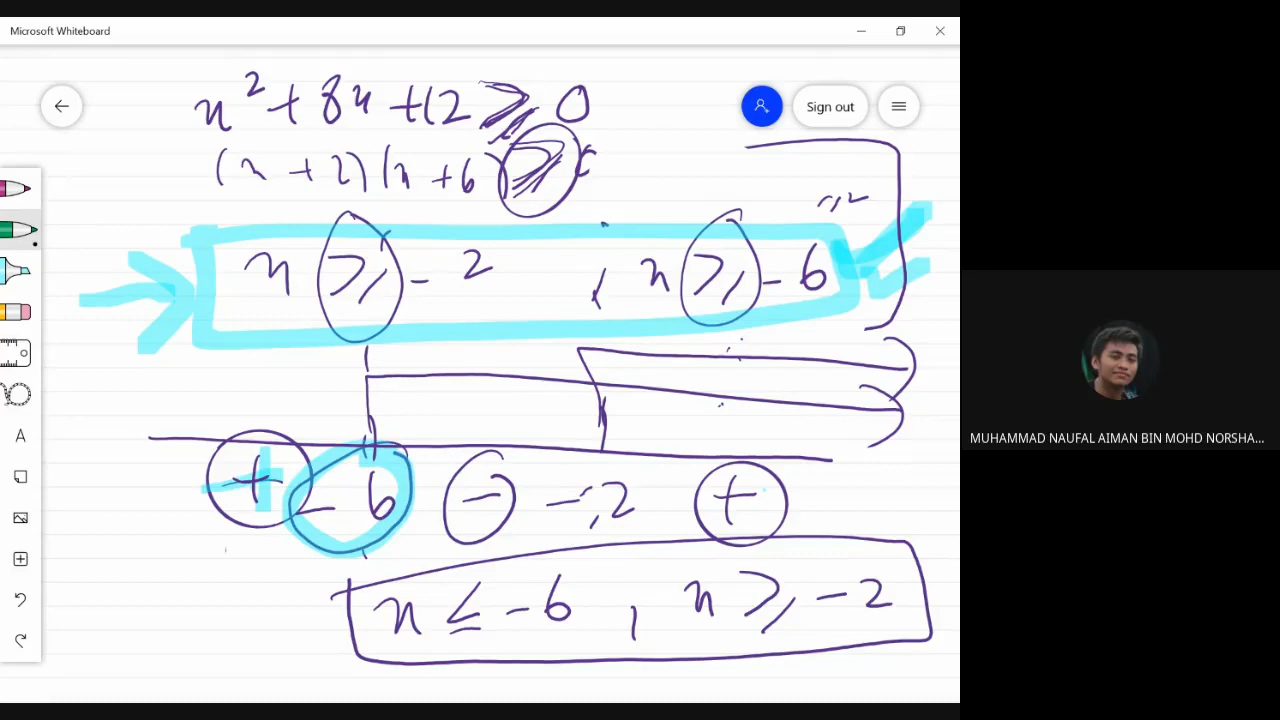 Microsoft Whiteboard
Sign out
x² + 8x + 12 ≥ 0
(x + 2)(x + 6) ≥
x ≥ -2 , x ≥ -6
+ -6 - -2 +
x ≤ -6 , x ≥ -2
A
MUHAMMAD NAUFAL AIMAN BIN MOHD NORSHA...